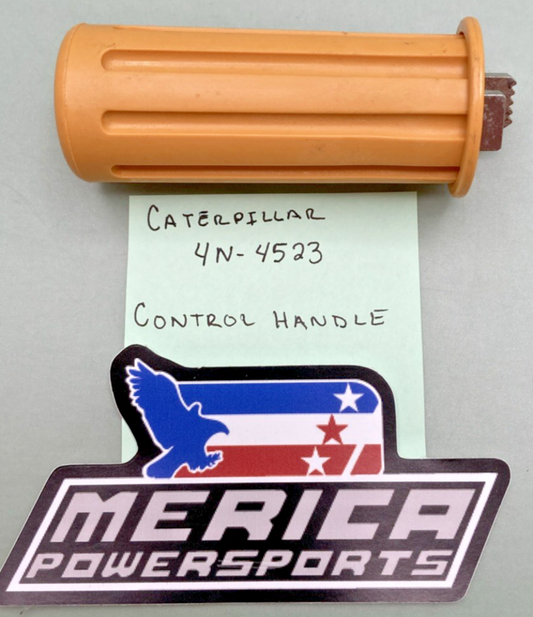 CATERPILLAR
4N-4523
CONTROL HANDLE
MERICA
POWERSPORTS